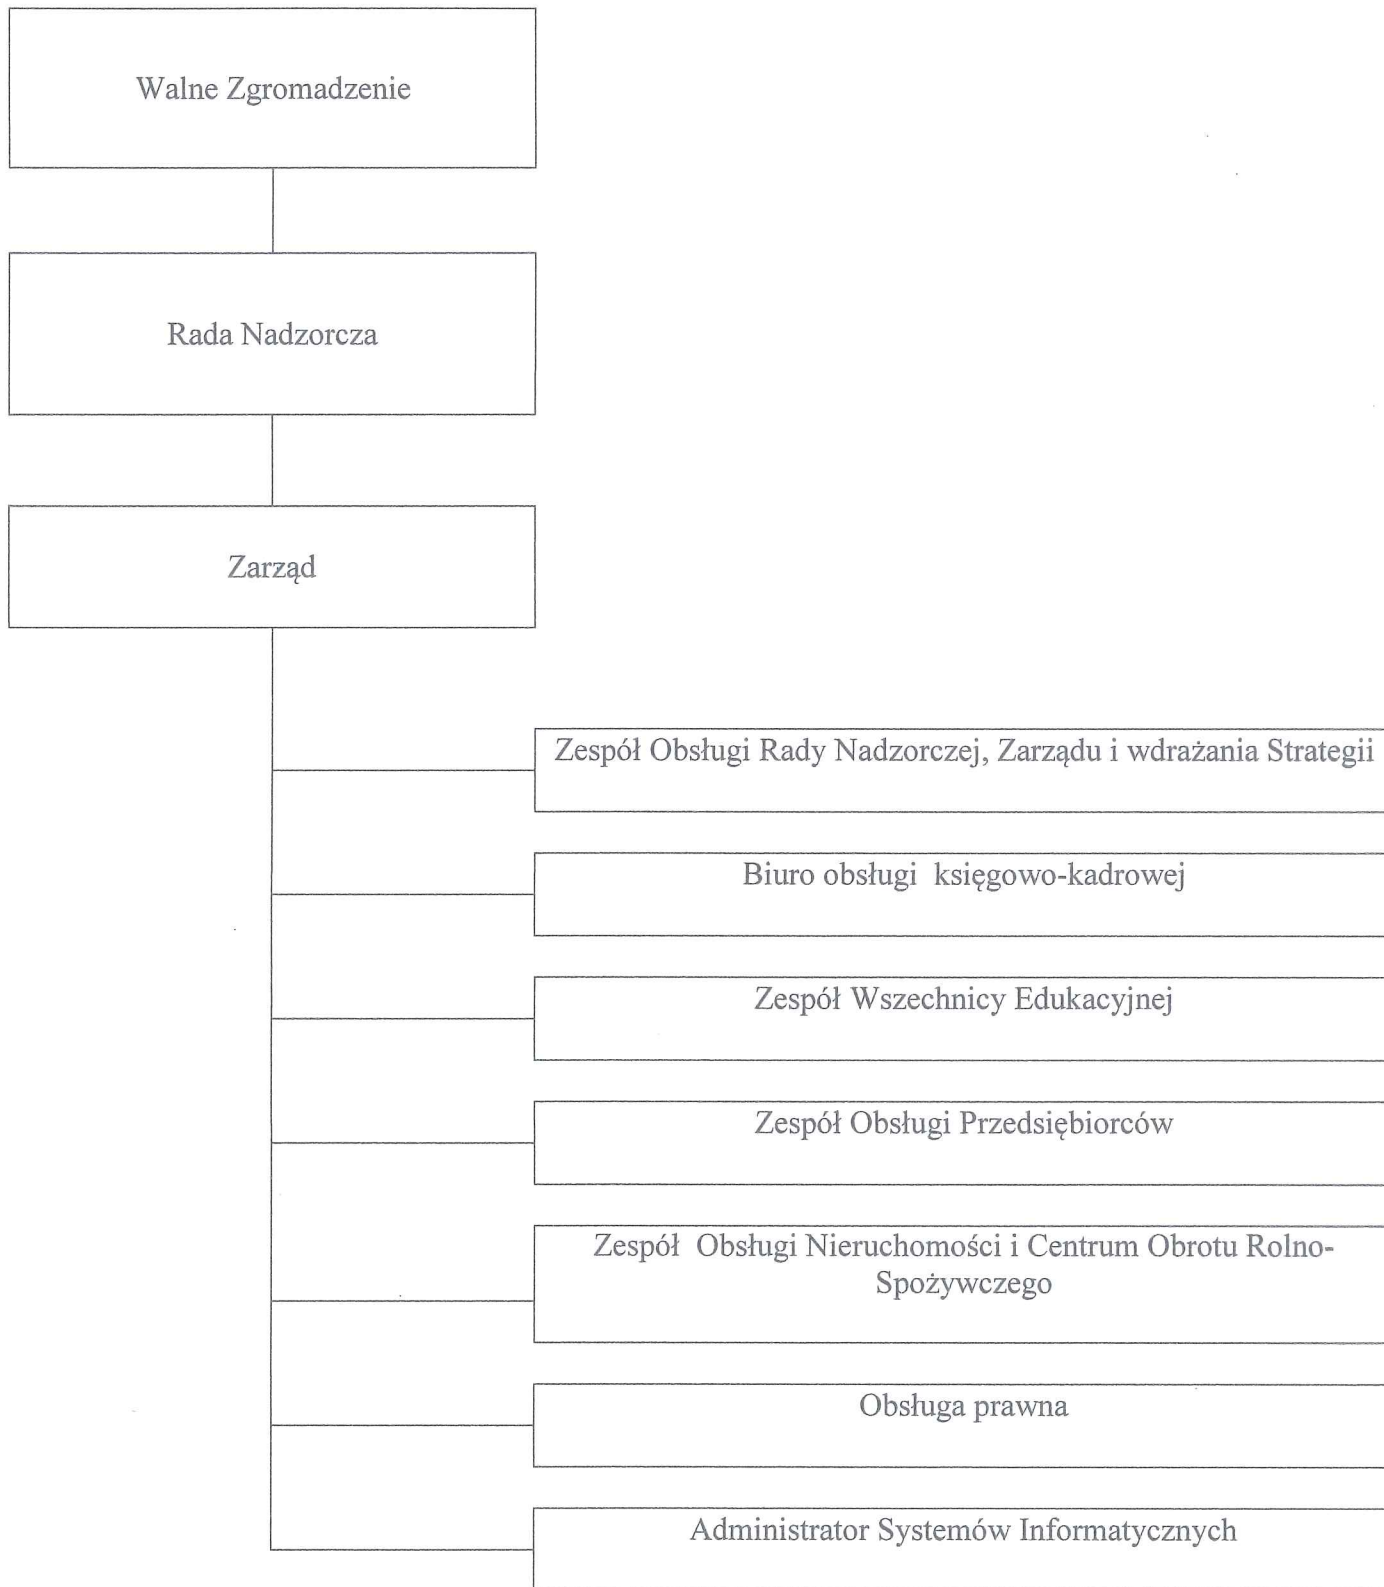 Walne Zgromadzenie
Rada Nadzorcza
Zarząd
Zespół Obsługi Rady Nadzorczej, Zarządu i wdrażania Strategii
Biuro obsługi księgowo-kadrowej
Zespół Wszechnicy Edukacyjnej
Zespół Obsługi Przedsiębiorców
Zespół Obsługi Nieruchomości i Centrum Obrotu Rolno-
Spożywczego
Obsługa prawna
Administrator Systemów Informatycznych